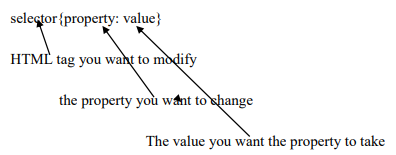 selector{property: value}
HTML tag you want to modify
the property you want to change
The value you want the property to take